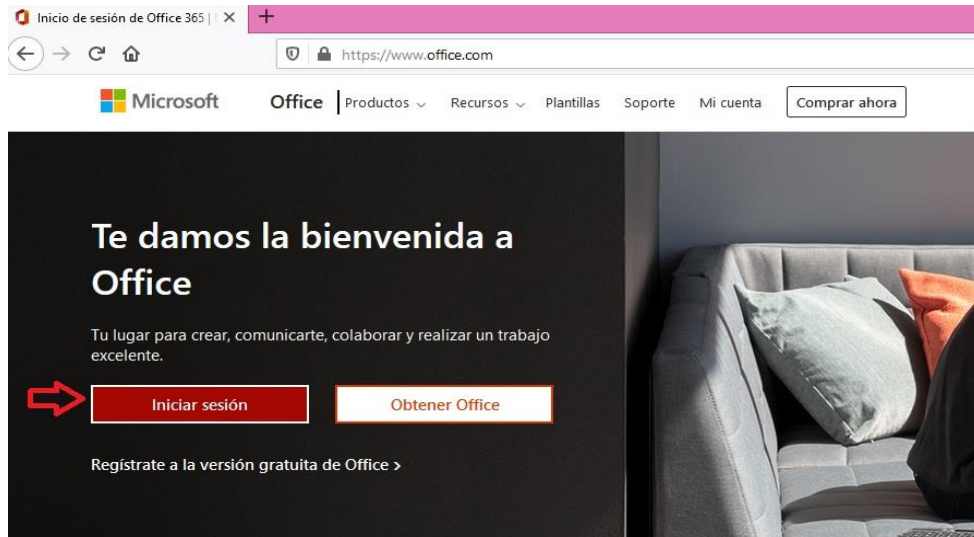 Inicio de sesión de Office 365 |
https://www.office.com
Microsoft Office Productos Recursos Plantillas Soporte Mi cuenta Comprar ahora
Te damos la bienvenida a
Office
Tu lugar para crear, comunicarte, colaborar y realizar un trabajo
excelente.
Iniciar sesión Obtener Office
Regístrate a la versión gratuita de Office >